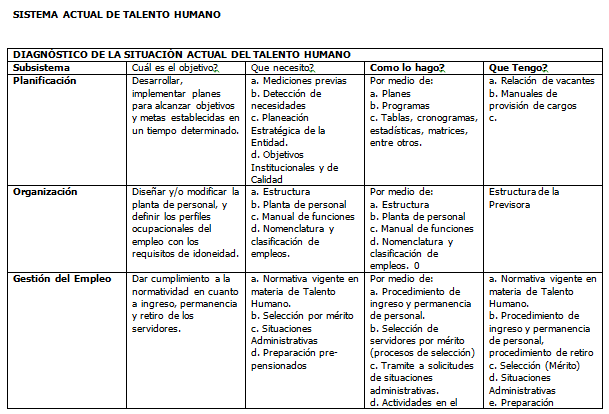 SISTEMA ACTUAL DE TALENTO HUMANO
DIAGNÓSTICO DE LA SITUACIÓN ACTUAL DEL TALENTO HUMANO
Subsistema
Cuál es el objetivo?
Que necesito?
Como lo hago?
Que Tengo?
Planificación
Desarrollar,
implementar planes
para alcanzar objetivos
y metas establecidas en
un tiempo determinado.
a. Mediciones previas
b. Detección de
necesidades
c. Planeación
Estratégica de la
Entidad.
d. Objetivos
Institucionales y de
Calidad
Por medio de:
a. Planes
b. Programas
c. Tablas, cronogramas,
estadísticas, matrices,
entre otros.
a. Relación de vacantes
b. Manuales de
provisión de cargos
c.
Organización
Diseñar y/o modificar la
planta de personal, y
definir los perfiles
ocupacionales del
empleo con los
requisitos de idoneidad.
a. Estructura
b. Planta de personal
c. Manual de funciones
d. Nomenclatura y
clasificación de
empleos.
Por medio de:
a. Estructura
b. Planta de personal
c. Manual de funciones
d. Nomenclatura y
clasificación de
empleos. 0
Estructura de la
Previsora
Gestión del Empleo
Dar cumplimiento a la
normatividad en cuanto
a ingreso, permanencia
y retiro de los
servidores.
a. Normativa vigente en
materia de Talento
Humano.
b. Selección por mérito
c. Situaciones
Administrativas
d. Preparación pre-
pensionados
Por medio de:
a. Procedimiento de
ingreso y permanencia
de personal.
b. Selección de
servidores por mérito
(procesos de selección)
c. Tramite a solicitudes
de situaciones
administrativas.
d. Actividades en el
a. Normativa vigente en
materia de Talento
Humano.
b. Procedimiento de
ingreso y permanencia
de personal,
procedimiento de retiro
c. Selección (Mérito)
d. Situaciones
Administrativas
e. Preparación